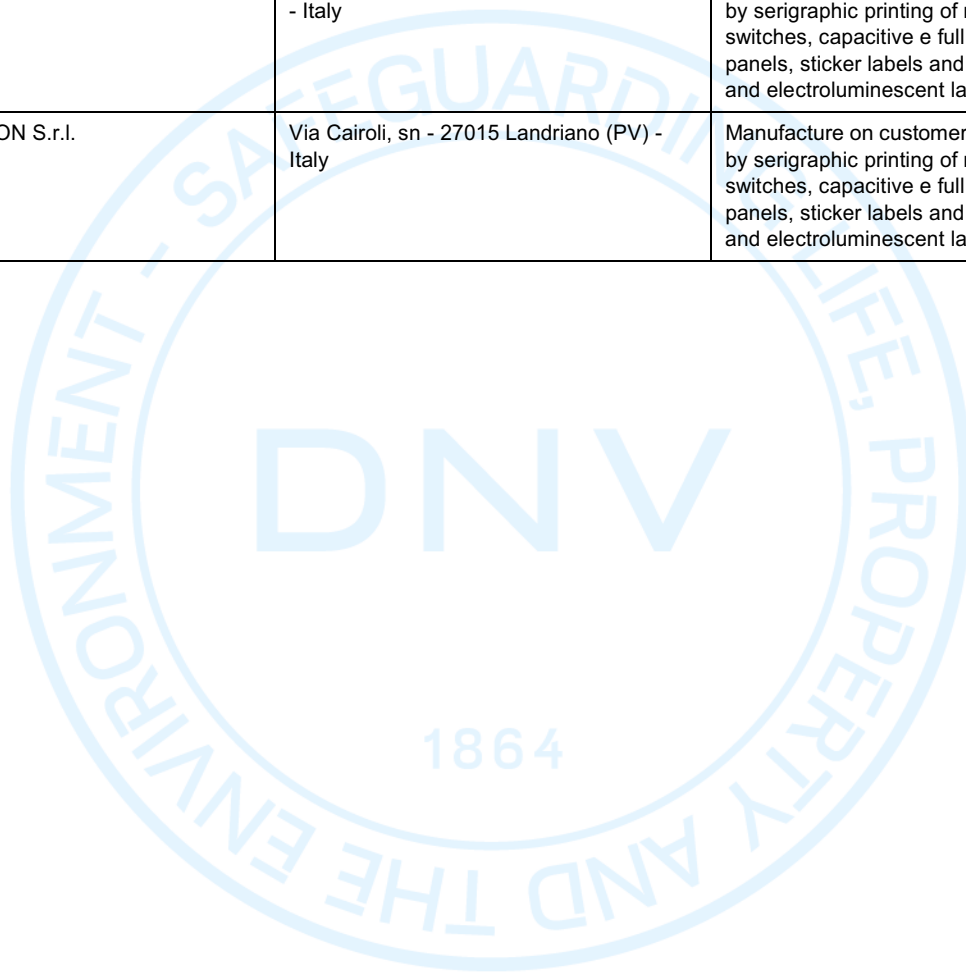 - Italy
by serigraphic printing of
switches, capacitive e full
panels, sticker labels and
and electroluminescent
ON S.r.l.
Via Cairoli, sn - 27015 Landriano (PV) -
Italy
Manufacture on customer
by serigraphic printing of
switches, capacitive e full
panels, sticker labels and
and electroluminescent
SAFEGUARDING LIFE, PROPERTY AND THE ENVIRONMENT -
DNV
1864